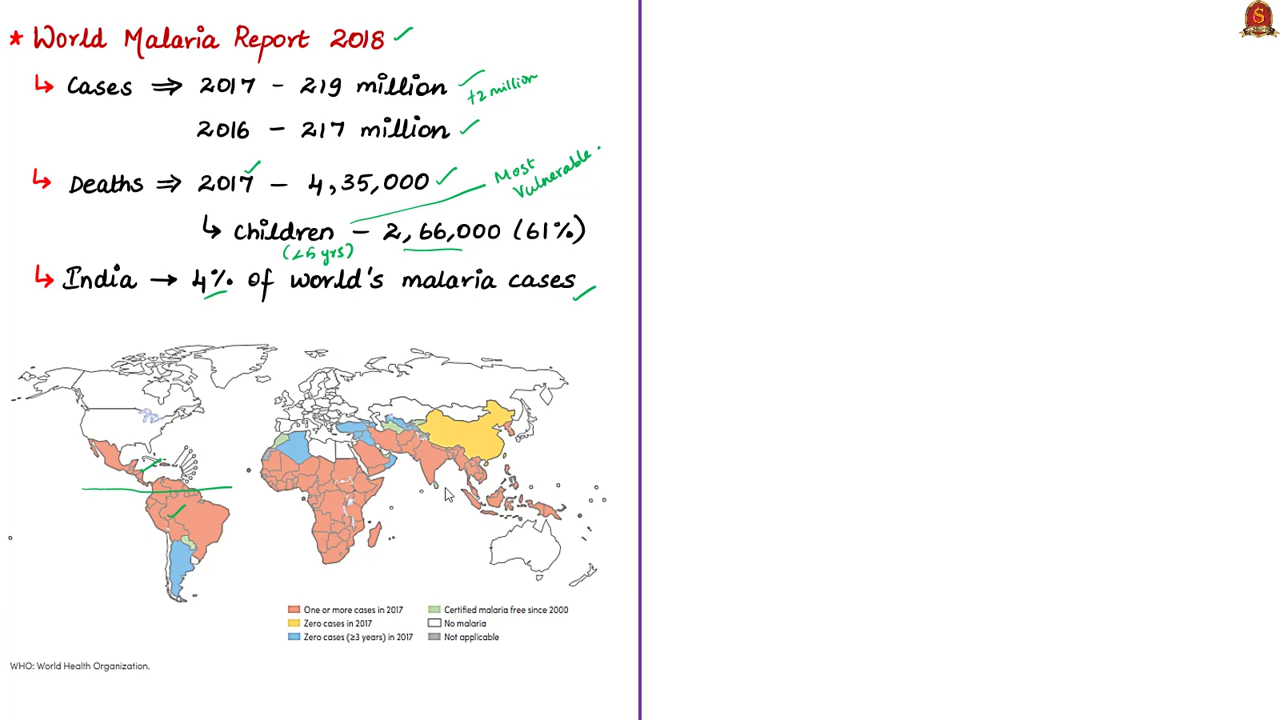 * World Malaria Report 2018 ✓
↳ Cases ⇒ 2017 - 219 million ✓ +2 million
2016 - 217 million ✓
↳ Deaths ⇒ 2017 - 4,35,000 ✓
Most
Vulnerable.
↳ children - 2,66,000 (61%)
(<5 yrs)
↳ India → 4% of world's malaria cases ✓
One or more cases in 2017
Zero cases in 2017
Zero cases (≥3 years) in 2017
Certified malaria free since 2000
No malaria
Not applicable
WHO: World Health Organization.